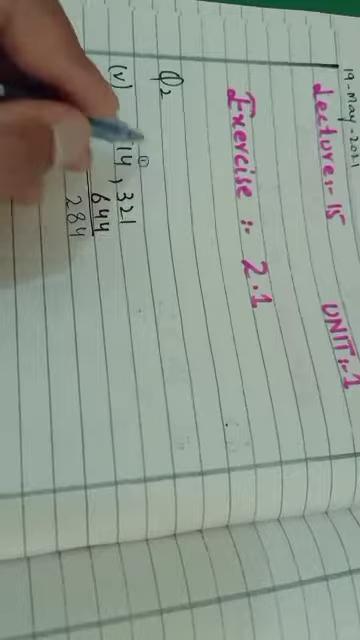 19-May 2021
Lecture:- 15 UNIT:-1
Exercise :- 2.1
Q2
(v) 14,321
644
284